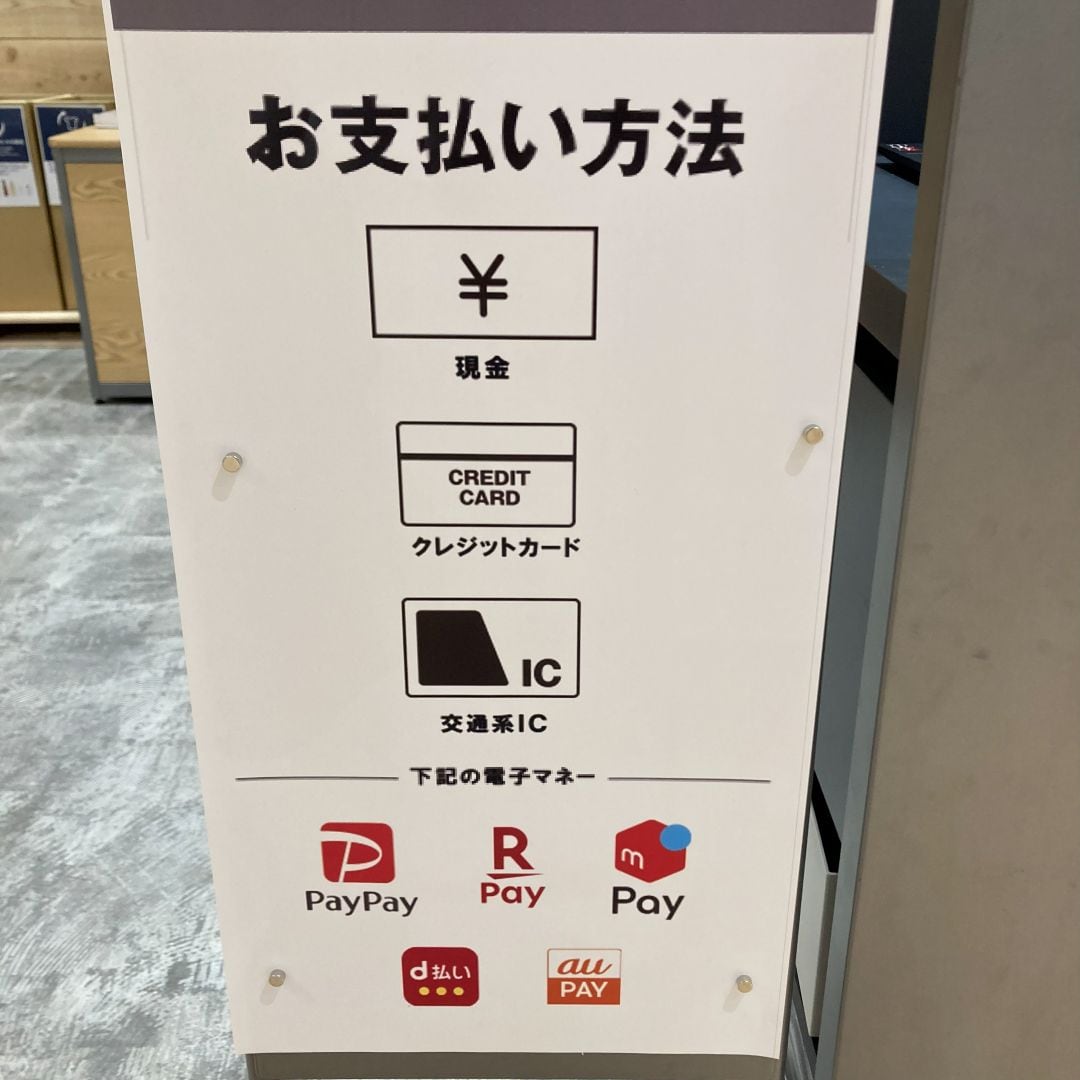 お支払い方法
¥
現金
CREDIT
CARD
クレジットカード
IC
交通系IC
下記の電子マネー
PayPay
R Pay
m Pay
d払い
au PAY